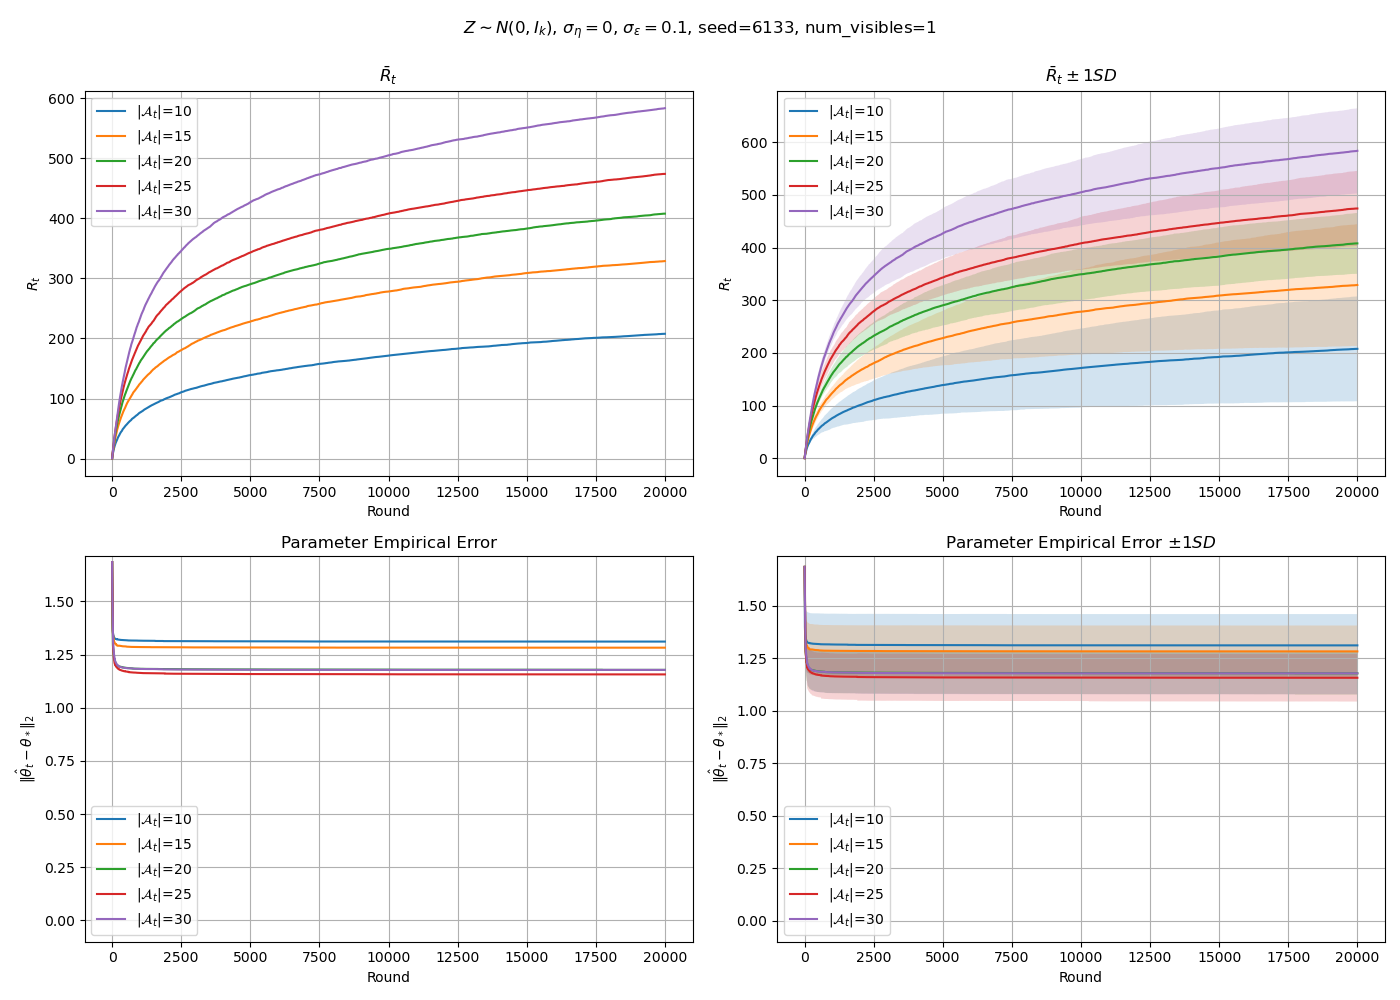 Z ∼ N(0, I_k), σ_η = 0, σ_ε = 0.1, seed=6133, num_visibles=1
R̄_t
R_t
600
500
400
300
200
100
0
|𝒜_t|=10
|𝒜_t|=15
|𝒜_t|=20
|𝒜_t|=25
|𝒜_t|=30
0 2500 5000 7500 10000 12500 15000 17500 20000
Round
R̄_t ± 1SD
R_t
600
500
400
300
200
100
0
|𝒜_t|=10
|𝒜_t|=15
|𝒜_t|=20
|𝒜_t|=25
|𝒜_t|=30
0 2500 5000 7500 10000 12500 15000 17500 20000
Round
Parameter Empirical Error
‖θ̂_t − θ_*‖_2
1.50
1.25
1.00
0.75
0.50
0.25
0.00
|𝒜_t|=10
|𝒜_t|=15
|𝒜_t|=20
|𝒜_t|=25
|𝒜_t|=30
0 2500 5000 7500 10000 12500 15000 17500 20000
Round
Parameter Empirical Error ±1SD
‖θ̂_t − θ_*‖_2
1.50
1.25
1.00
0.75
0.50
0.25
0.00
|𝒜_t|=10
|𝒜_t|=15
|𝒜_t|=20
|𝒜_t|=25
|𝒜_t|=30
0 2500 5000 7500 10000 12500 15000 17500 20000
Round